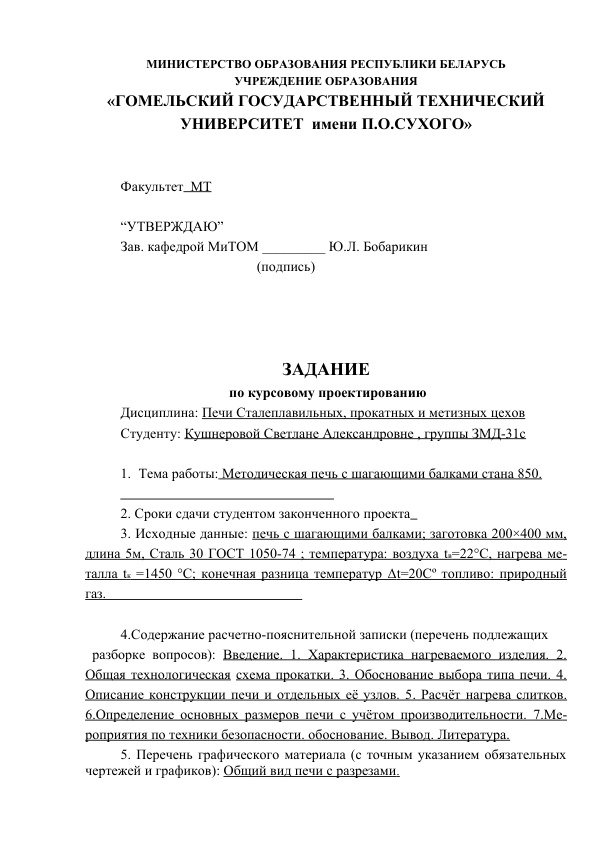 МИНИСТЕРСТВО ОБРАЗОВАНИЯ РЕСПУБЛИКИ БЕЛАРУСЬ
УЧРЕЖДЕНИЕ ОБРАЗОВАНИЯ
«ГОМЕЛЬСКИЙ ГОСУДАРСТВЕННЫЙ ТЕХНИЧЕСКИЙ
УНИВЕРСИТЕТ имени П.О.СУХОГО»
Факультет МТ
“УТВЕРЖДАЮ”
Зав. кафедрой МиТОМ _________ Ю.Л. Бобарикин
(подпись)
ЗАДАНИЕ
по курсовому проектированию
Дисциплина: Печи Сталеплавильных, прокатных и метизных цехов
Студенту: Кушнеровой Светлане Александровне , группы ЗМД-31с
1. Тема работы: Методическая печь с шагающими балками стана 850.
2. Сроки сдачи студентом законченного проекта_
3. Исходные данные: печь с шагающими балками; заготовка 200×400 мм,
длина 5м, Сталь 30 ГОСТ 1050-74 ; температура: воздуха tв=22°С, нагрева ме-
талла tк =1450 °С; конечная разница температур Δt=20Сº топливо: природный
газ.
4.Содержание расчетно-пояснительной записки (перечень подлежащих
разборке вопросов): Введение. 1. Характеристика нагреваемого изделия. 2.
Общая технологическая схема прокатки. 3. Обоснование выбора типа печи. 4.
Описание конструкции печи и отдельных её узлов. 5. Расчёт нагрева слитков.
6.Определение основных размеров печи с учётом производительности. 7.Ме-
роприятия по техники безопасности. обоснование. Вывод. Литература.
5. Перечень графического материала (с точным указанием обязательных
чертежей и графиков): Общий вид печи с разрезами.